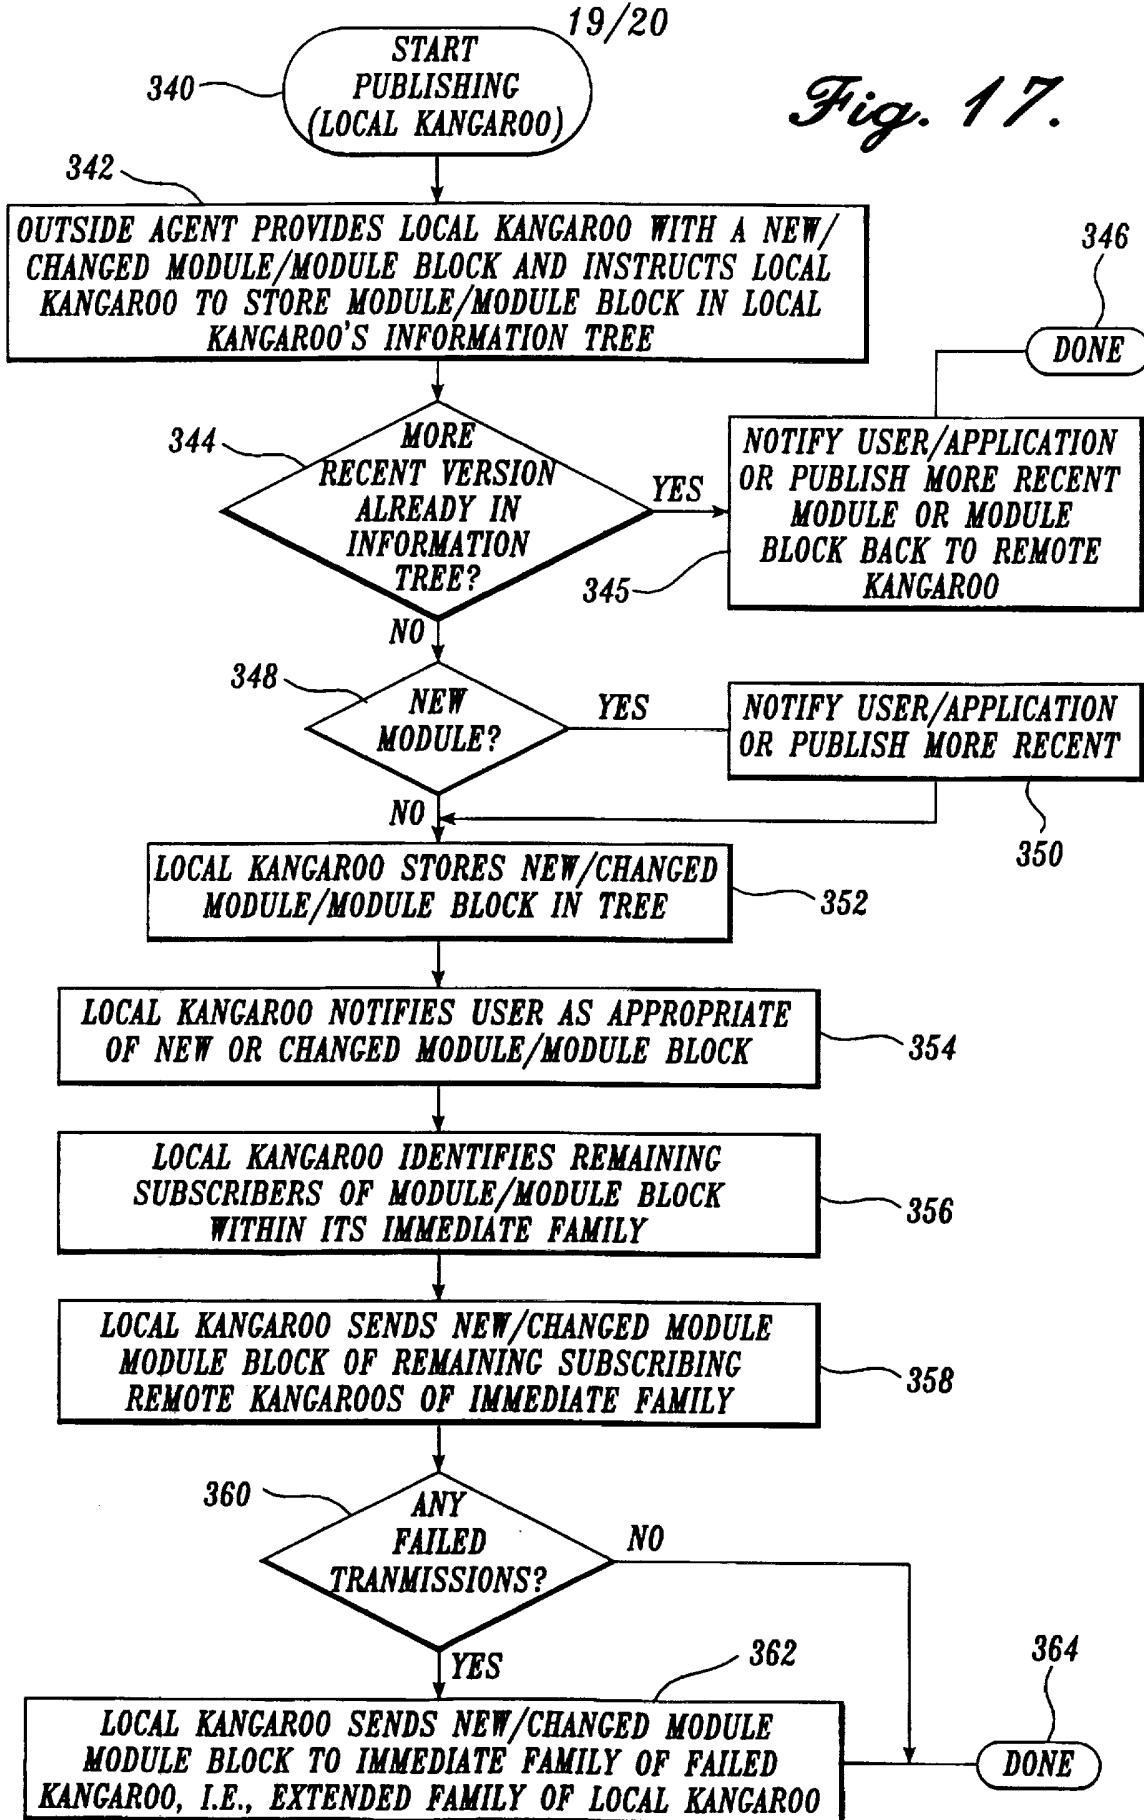 19/20
Fig. 17.
START
PUBLISHING
(LOCAL KANGAROO)
340
342
OUTSIDE AGENT PROVIDES LOCAL KANGAROO WITH A NEW/
CHANGED MODULE/MODULE BLOCK AND INSTRUCTS LOCAL
KANGAROO TO STORE MODULE/MODULE BLOCK IN LOCAL
KANGAROO'S INFORMATION TREE
346
DONE
344
MORE
RECENT VERSION
ALREADY IN
INFORMATION
TREE?
YES
NOTIFY USER/APPLICATION
OR PUBLISH MORE RECENT
MODULE OR MODULE
BLOCK BACK TO REMOTE
KANGAROO
345
NO
348
NEW
MODULE?
YES
NOTIFY USER/APPLICATION
OR PUBLISH MORE RECENT
350
NO
LOCAL KANGAROO STORES NEW/CHANGED
MODULE/MODULE BLOCK IN TREE
352
LOCAL KANGAROO NOTIFIES USER AS APPROPRIATE
OF NEW OR CHANGED MODULE/MODULE BLOCK
354
LOCAL KANGAROO IDENTIFIES REMAINING
SUBSCRIBERS OF MODULE/MODULE BLOCK
WITHIN ITS IMMEDIATE FAMILY
356
LOCAL KANGAROO SENDS NEW/CHANGED MODULE
MODULE BLOCK OF REMAINING SUBSCRIBING
REMOTE KANGAROOS OF IMMEDIATE FAMILY
358
360
ANY
FAILED
TRANMISSIONS?
NO
YES
362
LOCAL KANGAROO SENDS NEW/CHANGED MODULE
MODULE BLOCK TO IMMEDIATE FAMILY OF FAILED
KANGAROO, I.E., EXTENDED FAMILY OF LOCAL KANGAROO
364
DONE